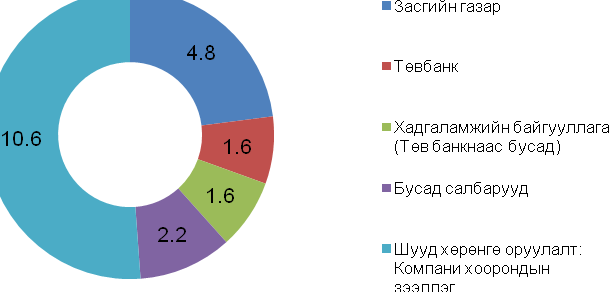 Засгийн газар
4.8
Төвбанк
10.6
1.6
Хадгаламжийн байгууллага
(Төв банкнаас бусад)
1.6
Бусад салбарууд
2.2
Шууд хөрөнгө оруулалт:
Компани хоорондын
зээллэг